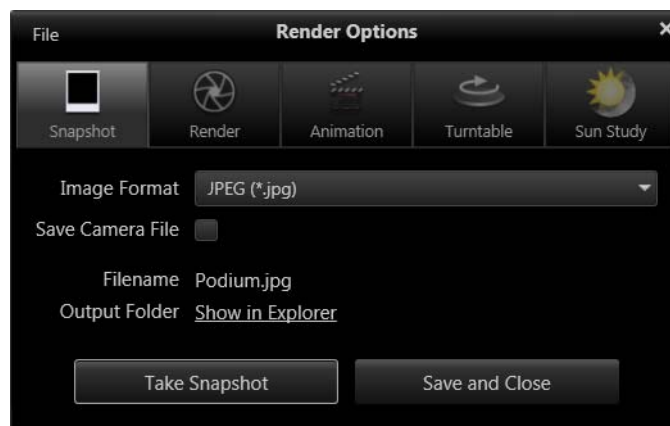 File Render Options
Snapshot Render Animation Turntable Sun Study
Image Format JPEG (*.jpg)
Save Camera File
Filename Podium.jpg
Output Folder Show in Explorer
Take Snapshot Save and Close